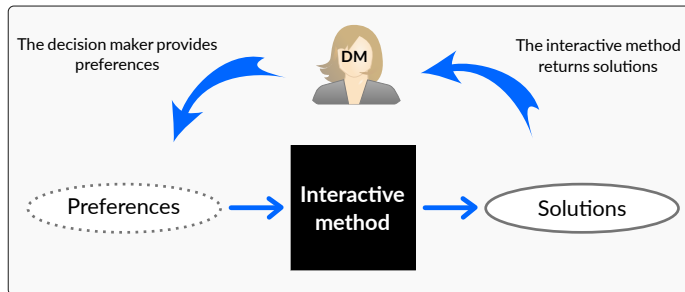 The decision maker provides
preferences
DM
The interactive method
returns solutions
Preferences
Interactive
method
Solutions